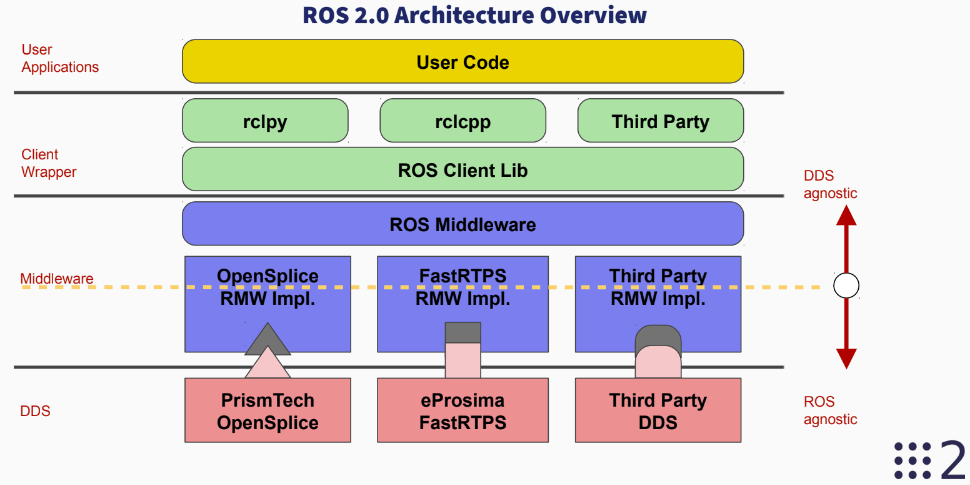 ROS 2.0 Architecture Overview
User
Applications
User Code
rclpy
rclcpp
Third Party
Client
Wrapper
ROS Client Lib
DDS
agnostic
ROS Middleware
Middleware
OpenSplice
RMW Impl.
FastRTPS
RMW Impl.
Third Party
RMW Impl.
DDS
PrismTech
OpenSplice
eProsima
FastRTPS
Third Party
DDS
ROS
agnostic
2